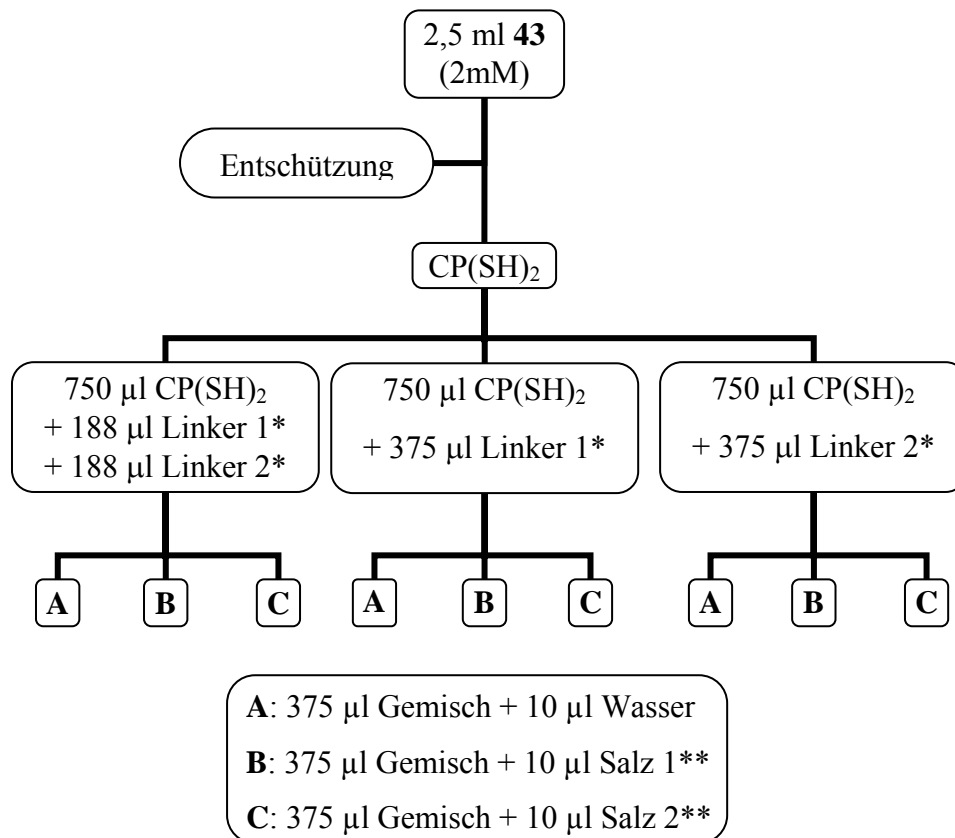 2,5 ml 43
(2mM)
Entschützung
CP(SH)₂
750 µl CP(SH)₂
+ 188 µl Linker 1*
+ 188 µl Linker 2*
750 µl CP(SH)₂
+ 375 µl Linker 1*
750 µl CP(SH)₂
+ 375 µl Linker 2*
A
B
C
A
B
C
A
B
C
A: 375 µl Gemisch + 10 µl Wasser
B: 375 µl Gemisch + 10 µl Salz 1**
C: 375 µl Gemisch + 10 µl Salz 2**